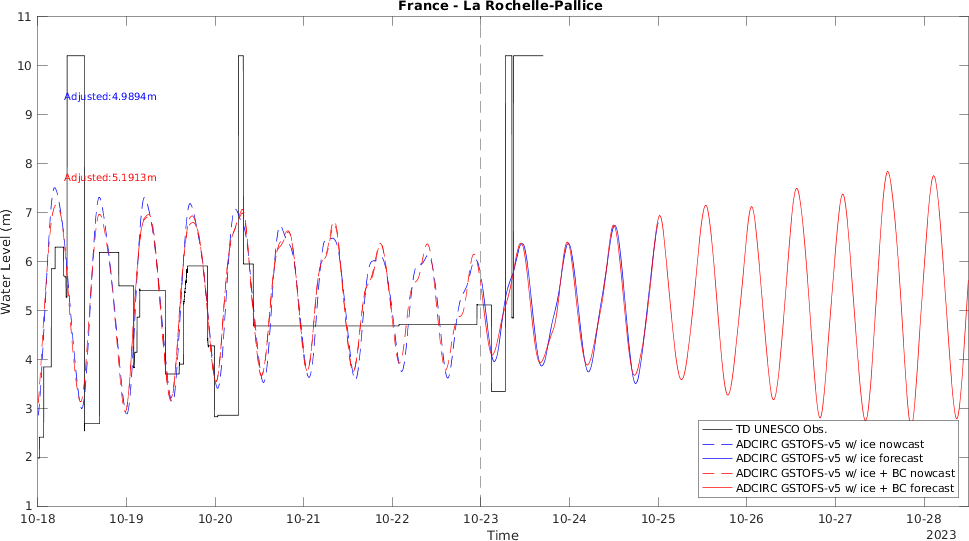 France - La Rochelle-Pallice
Water Level (m)
11
10
9
8
7
6
5
4
3
2
1
Adjusted:4.9894m
Adjusted:5.1913m
TD UNESCO Obs.
ADCIRC GSTOFS-v5 w/ ice nowcast
ADCIRC GSTOFS-v5 w/ ice forecast
ADCIRC GSTOFS-v5 w/ ice + BC nowcast
ADCIRC GSTOFS-v5 w/ ice + BC forecast
10-18 10-19 10-20 10-21 10-22 10-23 10-24 10-25 10-26 10-27 10-28
Time
2023